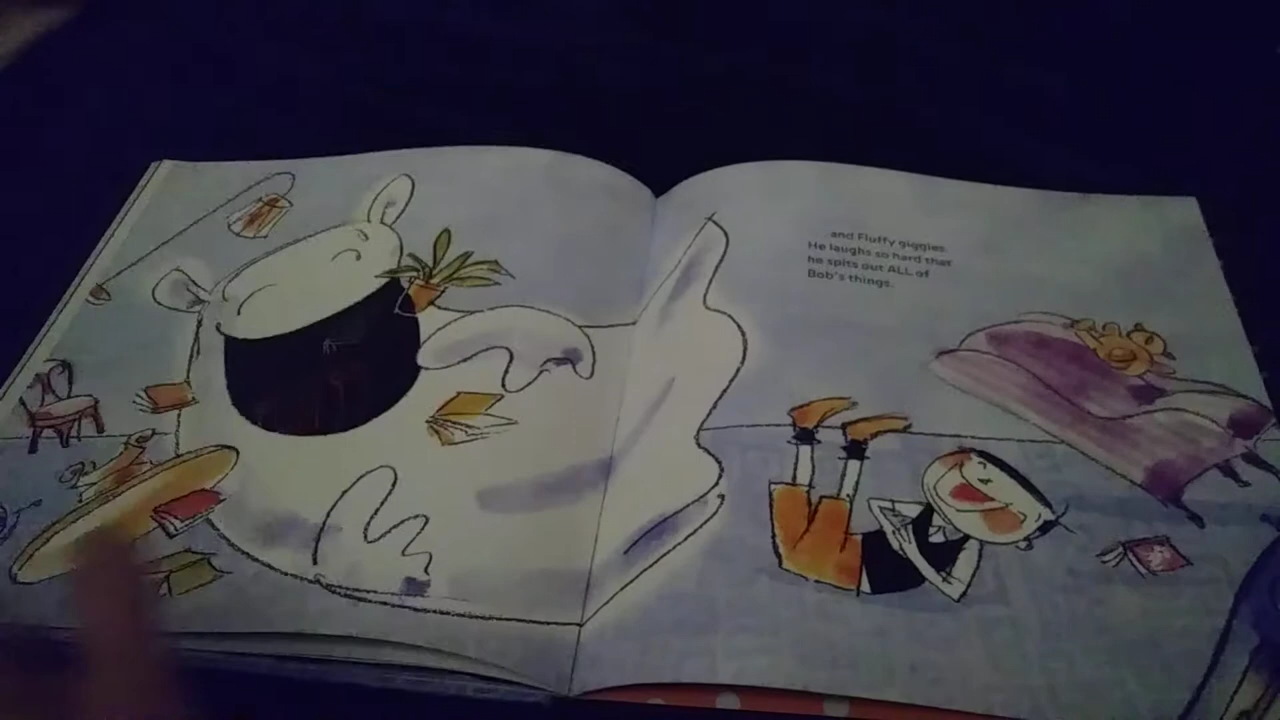 and Fluffy giggles.
He laughs so hard that
he spits out ALL of
Bob's things.